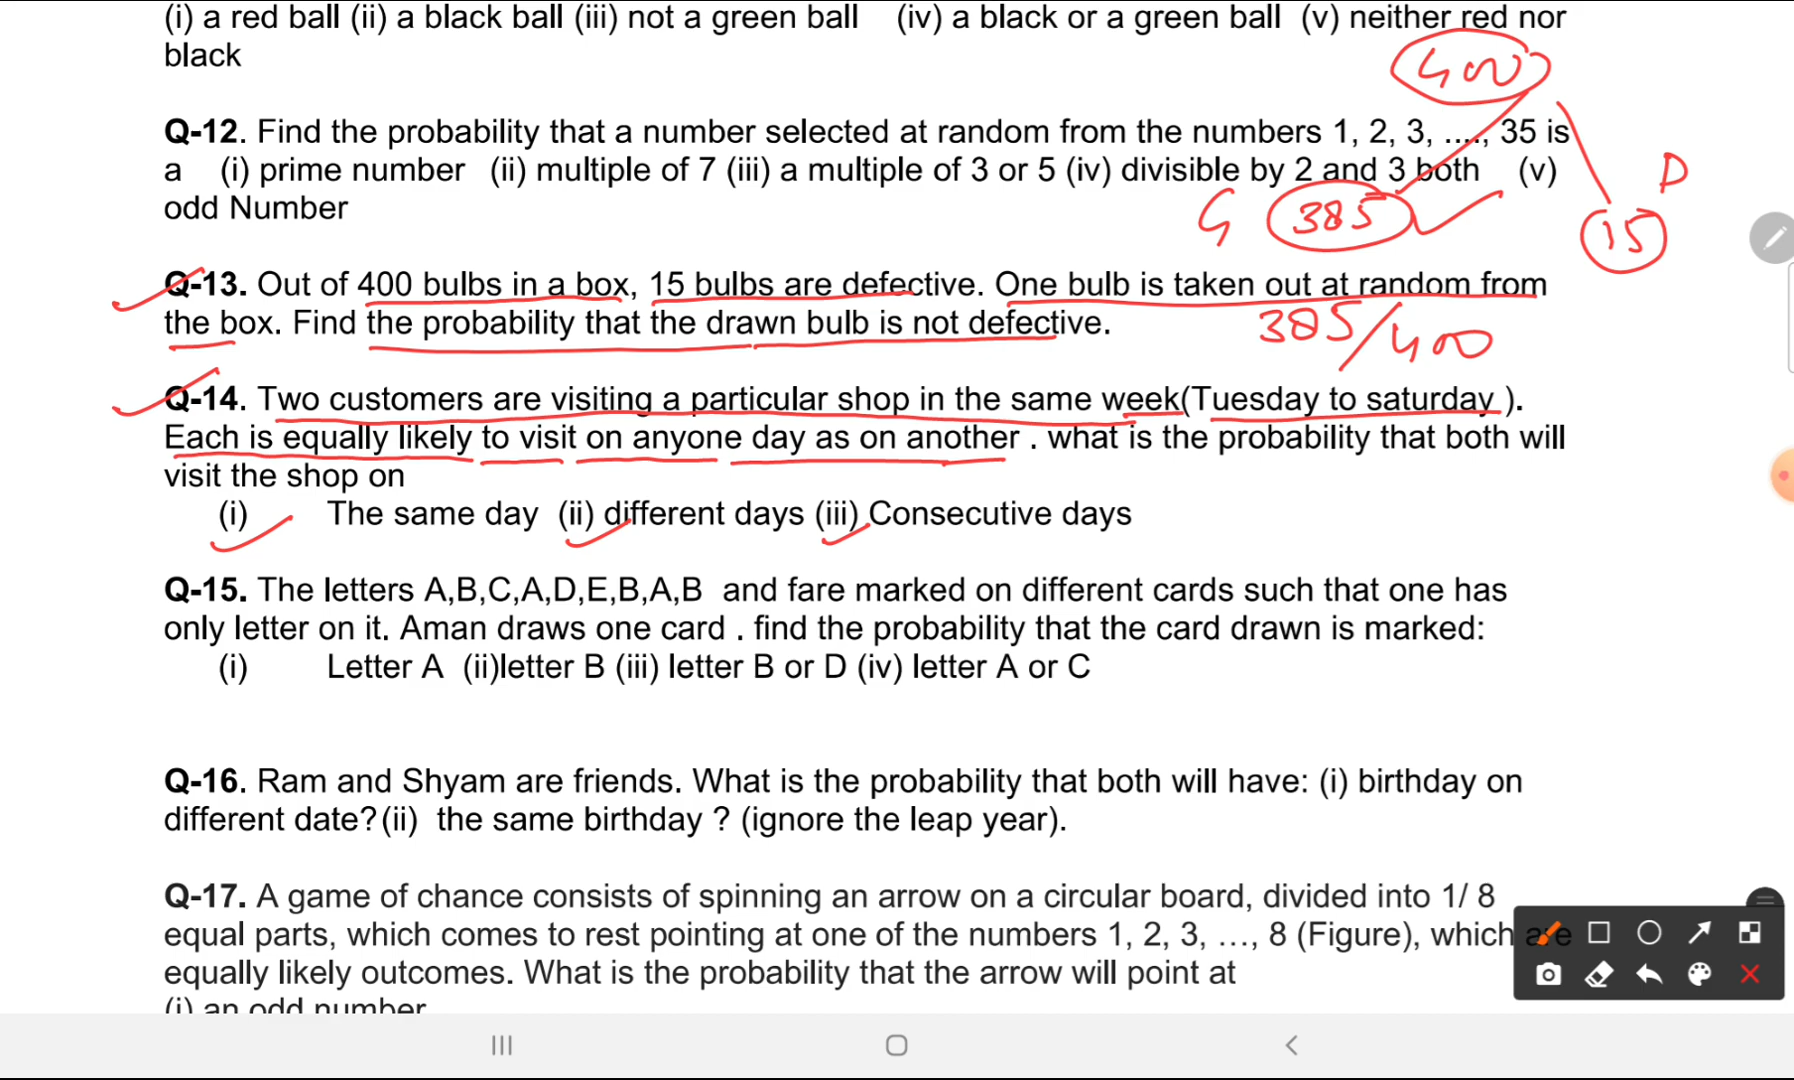 (i) a red ball (ii) a black ball (iii) not a green ball (iv) a black or a green ball (v) neither red nor
black
400
Q-12. Find the probability that a number selected at random from the numbers 1, 2, 3, ...., 35 is
a (i) prime number (ii) multiple of 7 (iii) a multiple of 3 or 5 (iv) divisible by 2 and 3 both (v)
D
odd Number
G 385 15
Q-13. Out of 400 bulbs in a box, 15 bulbs are defective. One bulb is taken out at random from
the box. Find the probability that the drawn bulb is not defective.
385/400
Q-14. Two customers are visiting a particular shop in the same week(Tuesday to saturday ).
Each is equally likely to visit on anyone day as on another . what is the probability that both will
visit the shop on
(i) The same day (ii) different days (iii) Consecutive days
Q-15. The letters A,B,C,A,D,E,B,A,B and fare marked on different cards such that one has
only letter on it. Aman draws one card . find the probability that the card drawn is marked:
(i) Letter A (ii)letter B (iii) letter B or D (iv) letter A or C
Q-16. Ram and Shyam are friends. What is the probability that both will have: (i) birthday on
different date?(ii) the same birthday ? (ignore the leap year).
Q-17. A game of chance consists of spinning an arrow on a circular board, divided into 1/ 8
equal parts, which comes to rest pointing at one of the numbers 1, 2, 3, ..., 8 (Figure), which are
equally likely outcomes. What is the probability that the arrow will point at
(i) an odd number